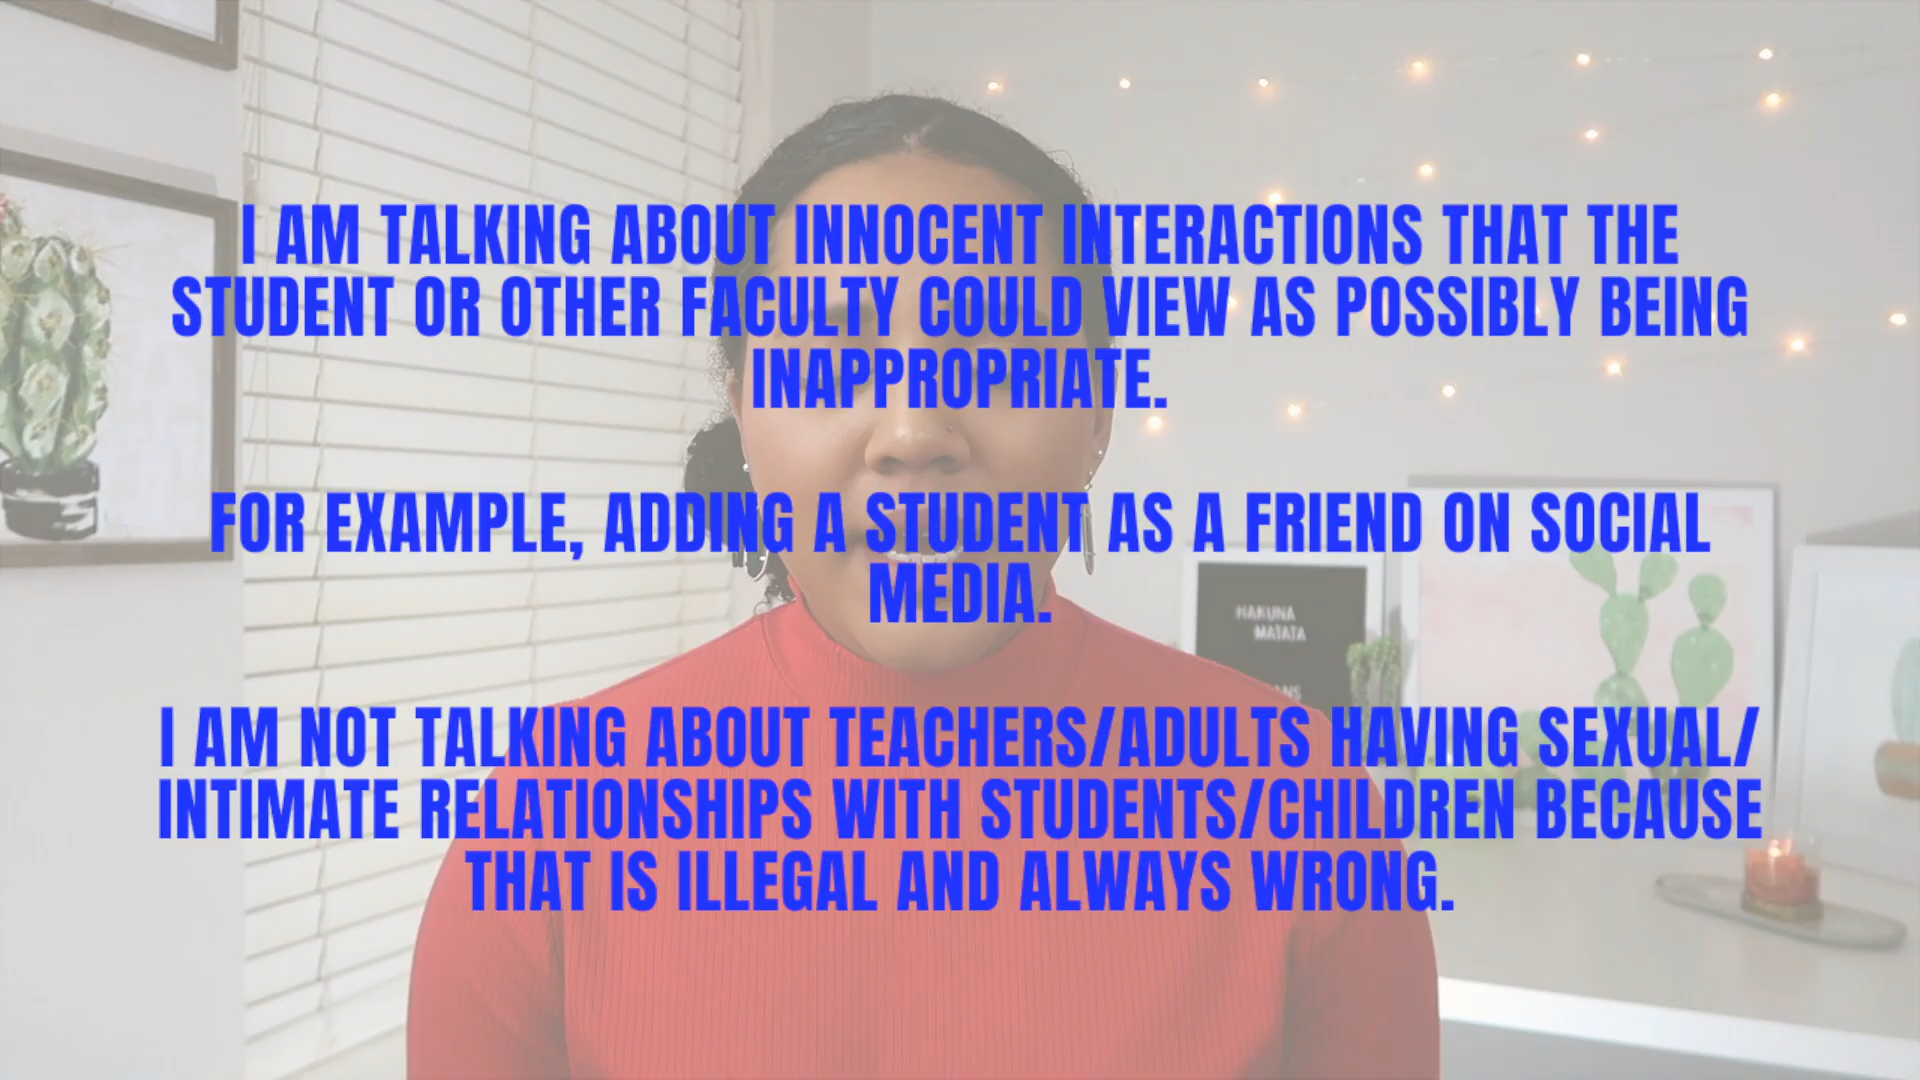 I AM TALKING ABOUT INNOCENT INTERACTIONS THAT THE
STUDENT OR OTHER FACULTY COULD VIEW AS POSSIBLY BEING
INAPPROPRIATE.
FOR EXAMPLE, ADDING A STUDENT AS A FRIEND ON SOCIAL
MEDIA.
I AM NOT TALKING ABOUT TEACHERS/ADULTS HAVING SEXUAL/
INTIMATE RELATIONSHIPS WITH STUDENTS/CHILDREN BECAUSE
THAT IS ILLEGAL AND ALWAYS WRONG.
HAKUNA
MATATA